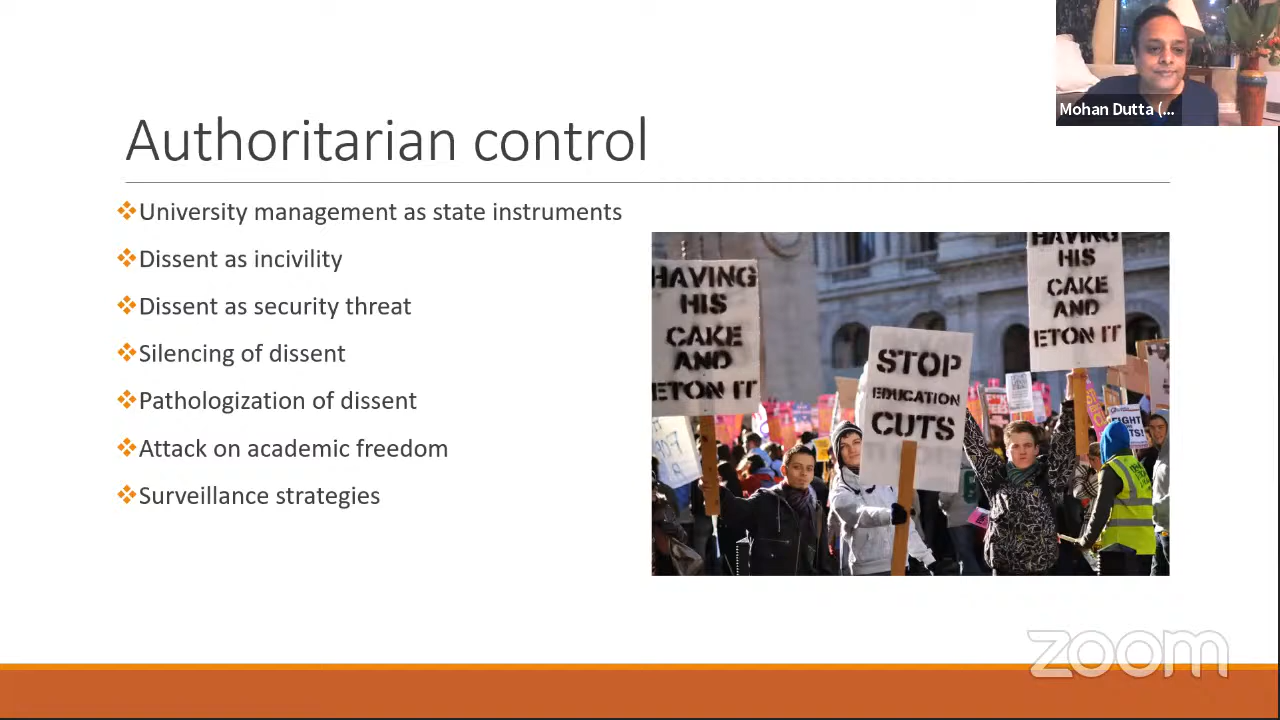 Mohan Dutta (...
Authoritarian control
University management as state instruments
Dissent as incivility
Dissent as security threat
Silencing of dissent
Pathologization of dissent
Attack on academic freedom
Surveillance strategies
HAVING
HIS
CAKE
AND
ETON IT
STOP
EDUCATION
CUTS
HAVING
HIS
CAKE
AND
ETON IT
zoom